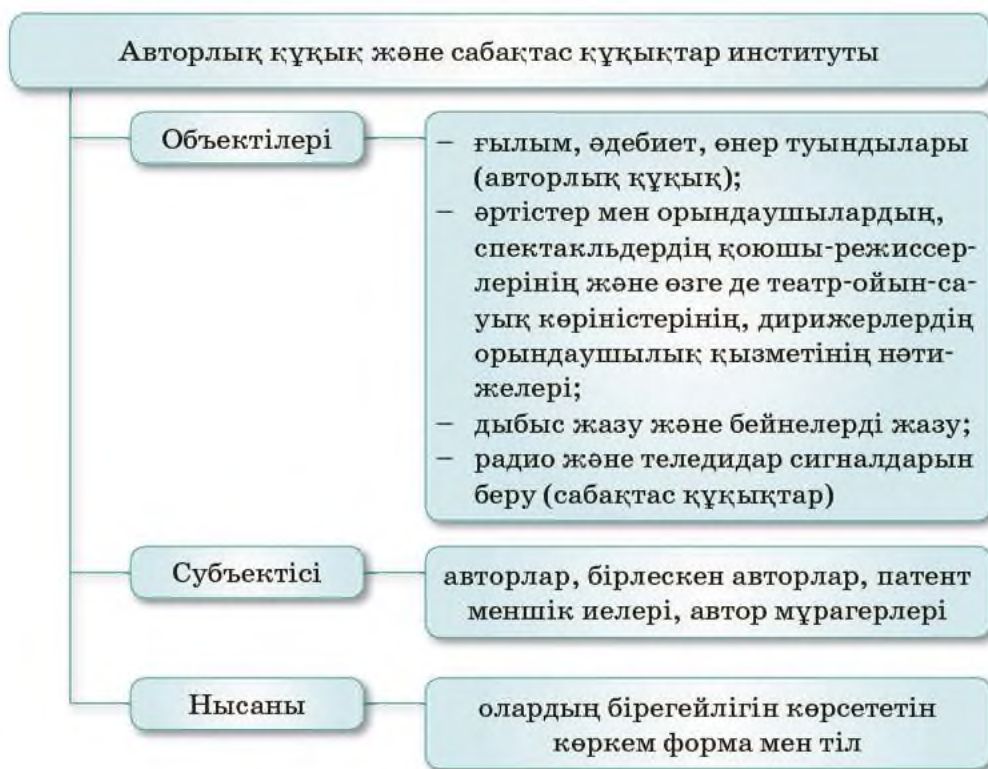 Авторлық құқық және сабақтас құқықтар институты
Объектілері
– ғылым, әдебиет, өнер туындылары
(авторлық құқық);
– әртістер мен орындаушылардың,
спектакльдердің қоюшы-режиссер-
лерінің және өзге де театр-ойын-са-
уық көріністерінің, дирижерлердің
орындаушылық қызметінің нәти-
желері;
– дыбыс жазу және бейнелерді жазу;
– радио және теледидар сигналдарын
беру (сабақтас құқықтар)
Субъектісі
авторлар, бірлескен авторлар, патент
меншік иелері, автор мұрагерлері
Нысаны
олардың бірегейлігін көрсететін
көркем форма мен тіл